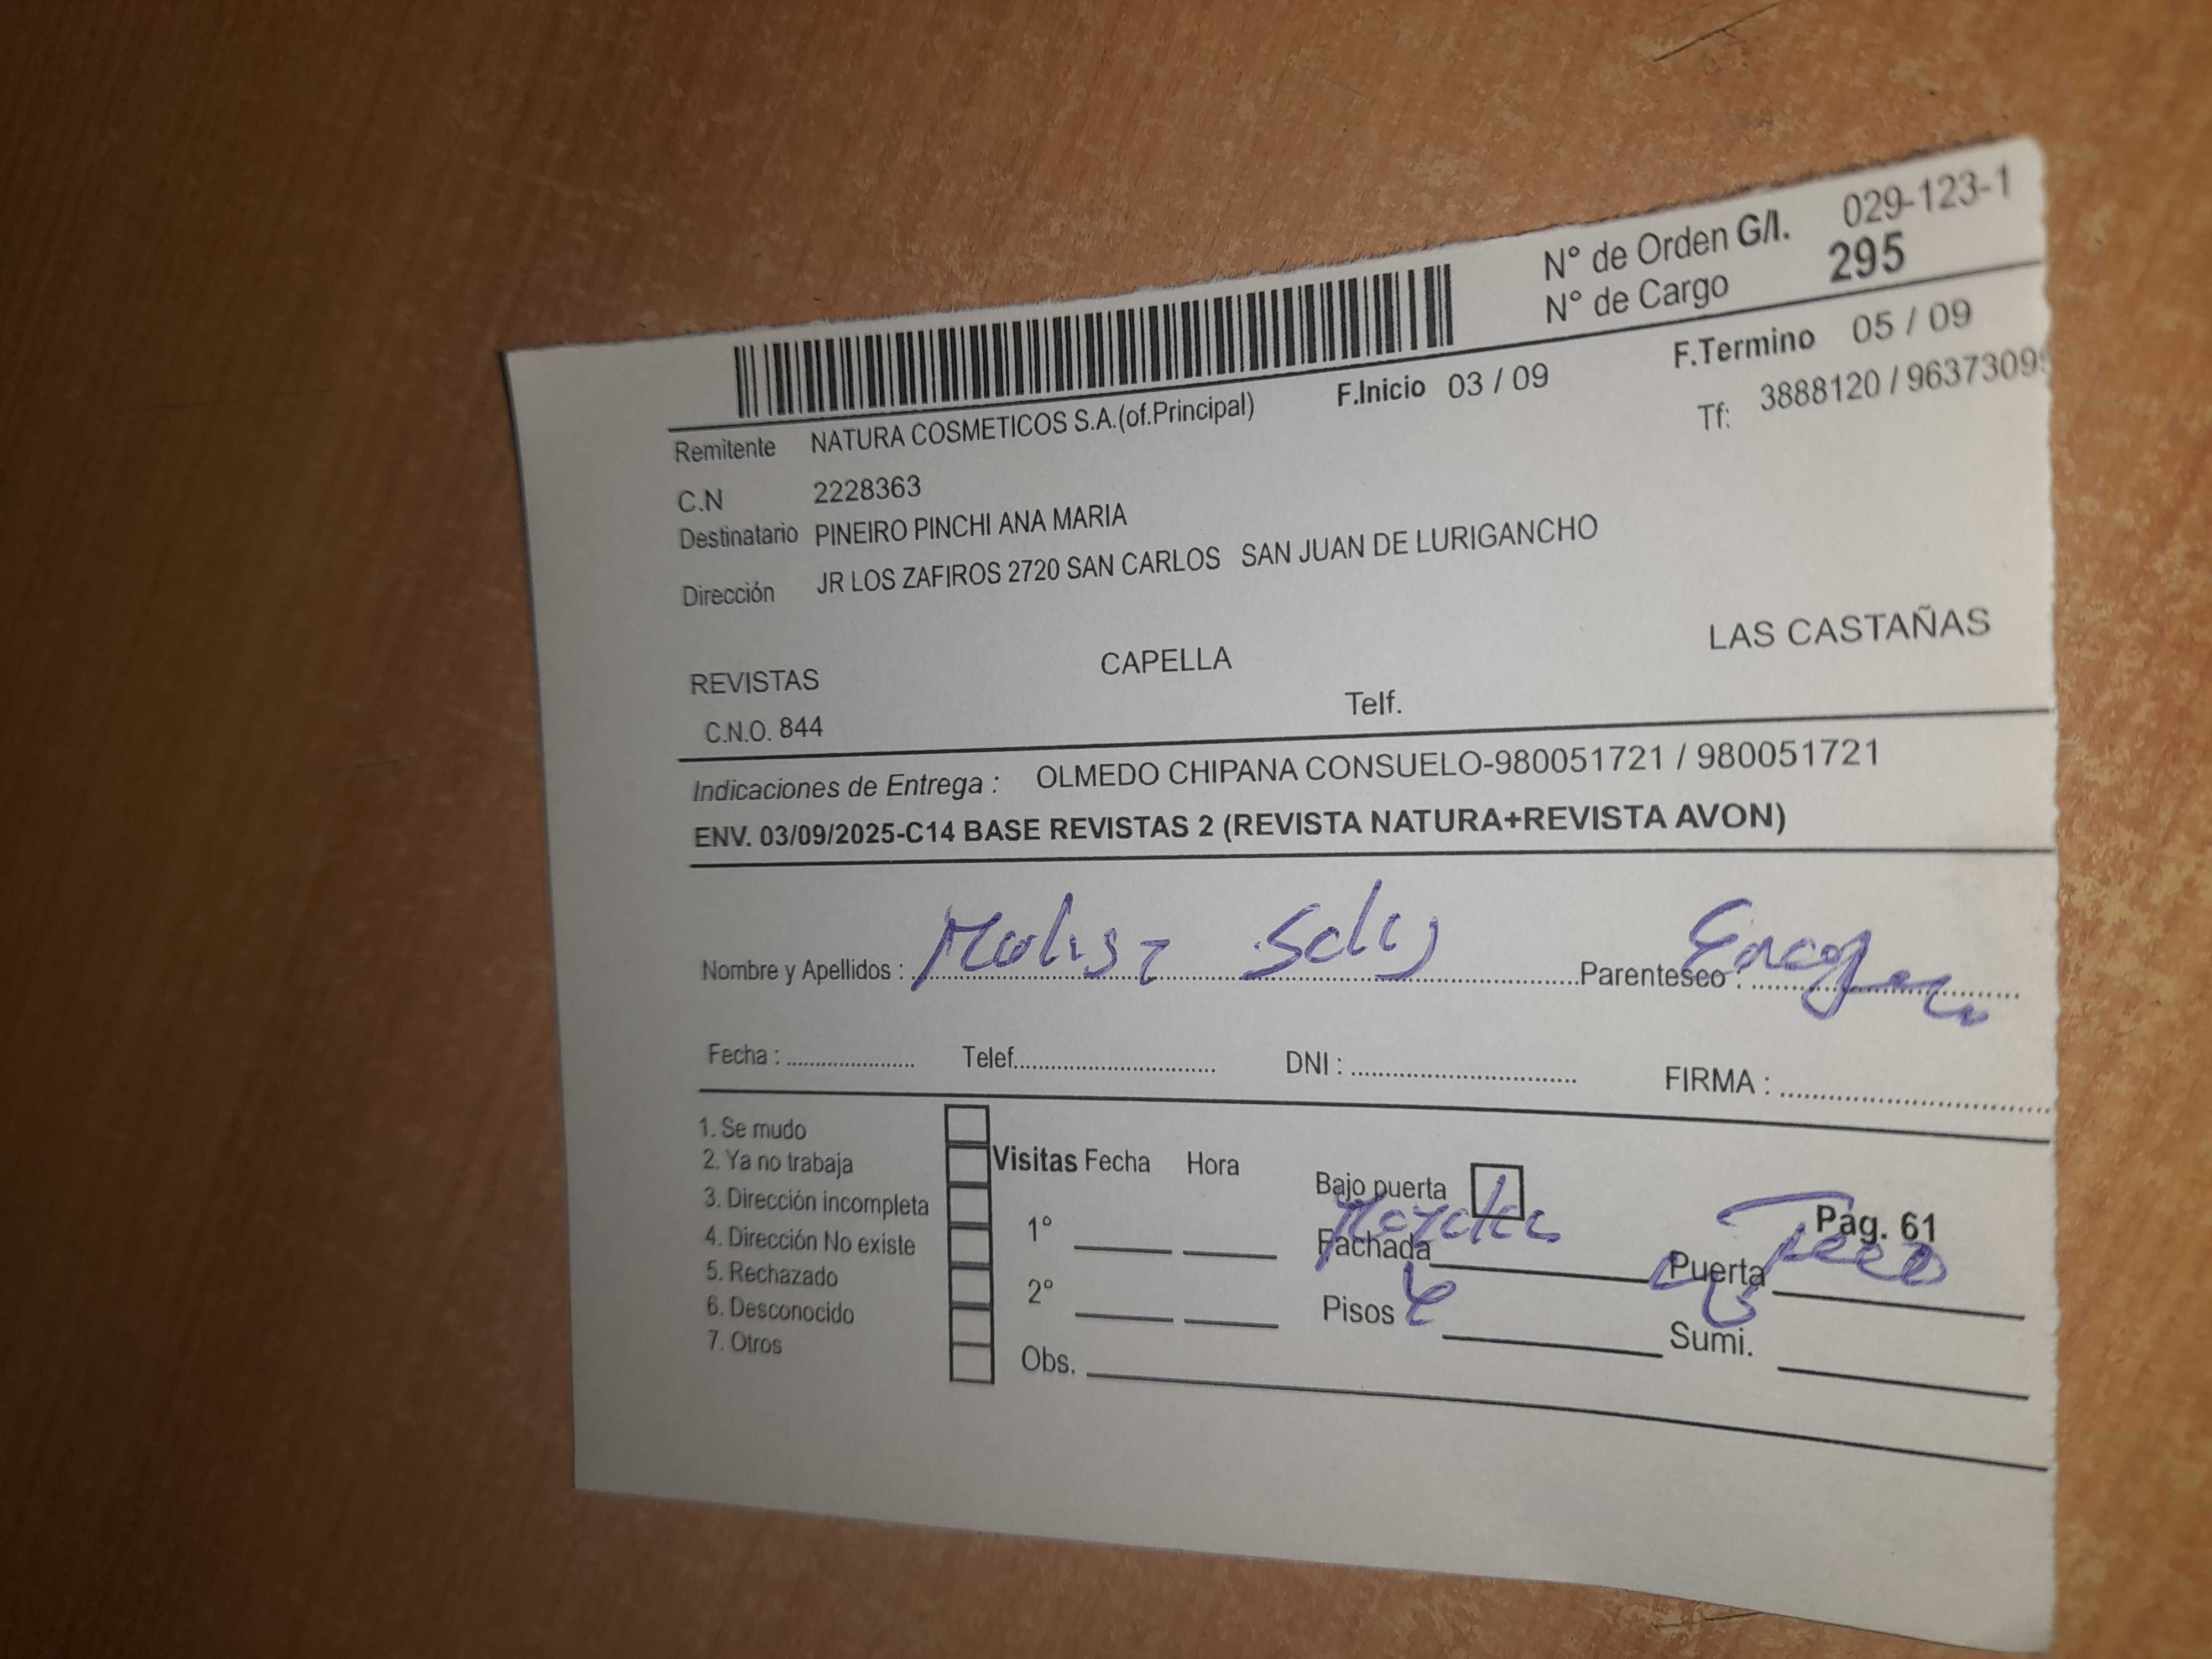 N° de Orden G/I. 029-123-1
N° de Cargo 295
F.Inicio 03 / 09 F.Termino 05 / 09
Remitente NATURA COSMETICOS S.A.(of.Principal) Tf: 3888120 / 9637309
C.N 2228363
Destinatario PINEIRO PINCHI ANA MARIA
Dirección JR LOS ZAFIROS 2720 SAN CARLOS SAN JUAN DE LURIGANCHO
REVISTAS CAPELLA LAS CASTAÑAS
C.N.O. 844 Telf.
Indicaciones de Entrega : OLMEDO CHIPANA CONSUELO-980051721 / 980051721
ENV. 03/09/2025-C14 BASE REVISTAS 2 (REVISTA NATURA+REVISTA AVON)
Nombre y Apellidos : Parentesco :
Fecha : Telef. DNI : FIRMA :
1. Se mudo
2. Ya no trabaja
3. Dirección incompleta
4. Dirección No existe
5. Rechazado
6. Desconocido
7. Otros
Visitas Fecha Hora
1°
2°
Obs.
Bajo puerta Pág. 61
Fachada Puerta
Pisos Sumi.